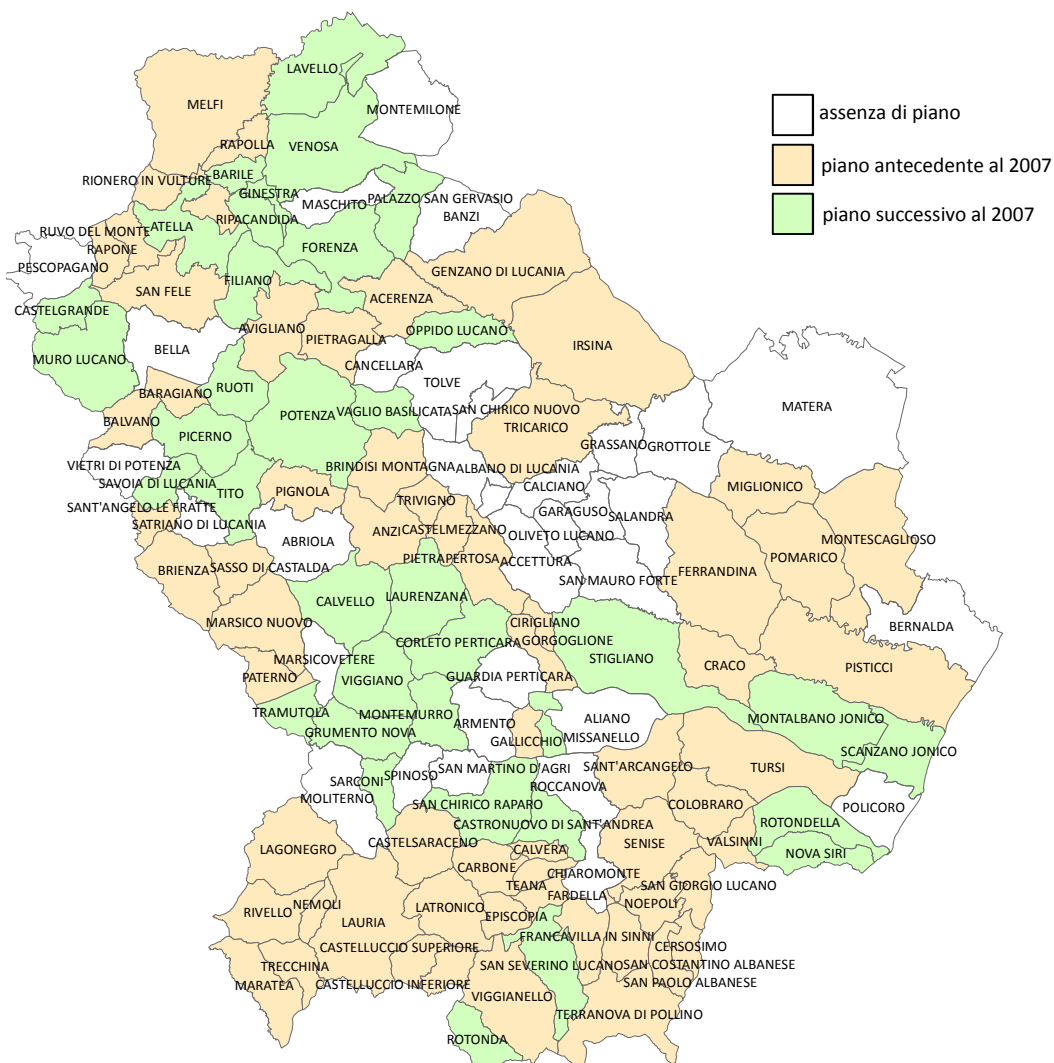 LAVELLO
MELFI
MONTEMILONE
assenza di piano
piano antecedente al 2007
piano successivo al 2007
RAPOLLA
VENOSA
BARILE
RIONERO IN VULTURE
GINESTRA
MASCHITO
PALAZZO SAN GERVASIO
BANZI
RIPACANDIDA
ATELLA
RUVO DEL MONTE
RAPONE
FORENZA
PESCOPAGANO
GENZANO DI LUCANIA
FILIANO
SAN FELE
ACERENZA
CASTELGRANDE
AVIGLIANO
OPPIDO LUCANO
PIETRAGALLA
IRSINA
BELLA
MURO LUCANO
CANCELLARA
TOLVE
RUOTI
BARAGIANO
MATERA
POTENZA
VAGLIO BASILICATA
SAN CHIRICO NUOVO
BALVANO
TRICARICO
PICERNO
GRASSANO
GROTTOLE
VIETRI DI POTENZA
BRINDISI MONTAGNA
ALBANO DI LUCANIA
SAVOIA DI LUCANIA
TITO
PIGNOLA
CALCIANO
MIGLIONICO
TRIVIGNO
SANT'ANGELO LE FRATTE
GARAGUSO
SALANDRA
SATRIANO DI LUCANIA
ANZI
CASTELMEZZANO
OLIVETO LUCANO
ABRIOLA
MONTESCAGLIOSO
PIETRAPERTOSA
ACCETTURA
POMARICO
BRIENZA
SASSO DI CASTALDA
FERRANDINA
SAN MAURO FORTE
CALVELLO
LAURENZANA
MARSICO NUOVO
CIRIGLIANO
BERNALDA
CORLETO PERTICARA
GORGOGLIONE
MARSICOVETERE
STIGLIANO
CRACO
PISTICCI
PATERNO
VIGGIANO
GUARDIA PERTICARA
TRAMUTOLA
MONTEMURRO
ALIANO
MONTALBANO JONICO
GRUMENTO NOVA
ARMENTO
MISSANELLO
GALLICCHIO
SCANZANO JONICO
SAN MARTINO D'AGRI
SANT'ARCANGELO
TURSI
SARCONI
SPINOSO
ROCCANOVA
MOLITERNO
SAN CHIRICO RAPARO
COLOBRARO
POLICORO
CASTRONUOVO DI SANT'ANDREA
ROTONDELLA
CASTELSARACENO
SENISE
VALSINNI
LAGONEGRO
CALVERA
NOVA SIRI
CARBONE
CHIAROMONTE
TEANA
SAN GIORGIO LUCANO
FARDELLA
NOEPOLI
NEMOLI
LATRONICO
RIVELLO
EPISCOPIA
LAURIA
FRANCAVILLA IN SINNI
CASTELLUCCIO SUPERIORE
CERSOSIMO
TRECCHINA
SAN SEVERINO LUCANO
SAN COSTANTINO ALBANESE
MARATEA
CASTELLUCCIO INFERIORE
SAN PAOLO ALBANESE
VIGGIANELLO
TERRANOVA DI POLLINO
ROTONDA